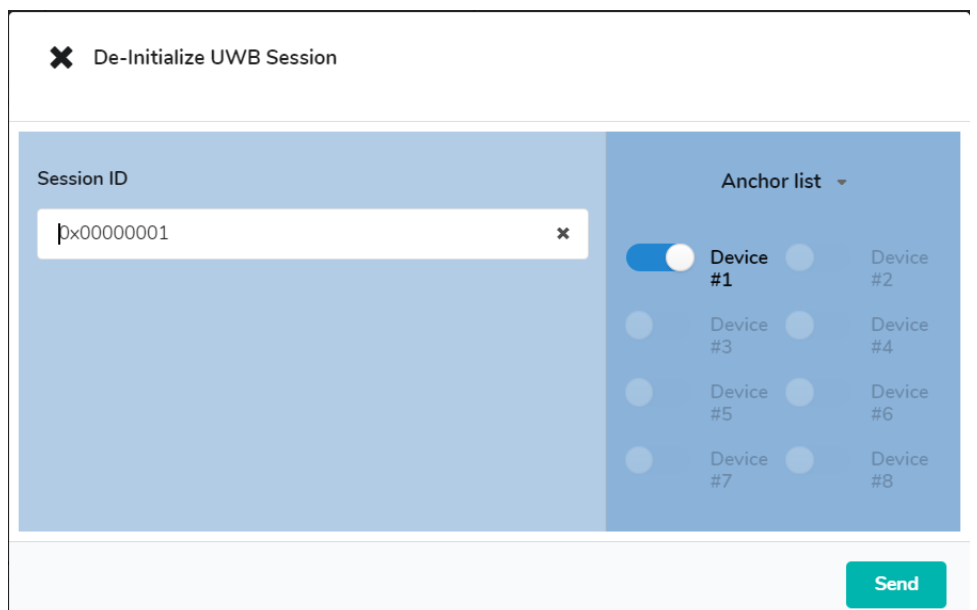 De-Initialize UWB Session
Session ID
Anchor list
0x00000001
Device
#1
Device
#2
Device
#3
Device
#4
Device
#5
Device
#6
Device
#7
Device
#8
Send